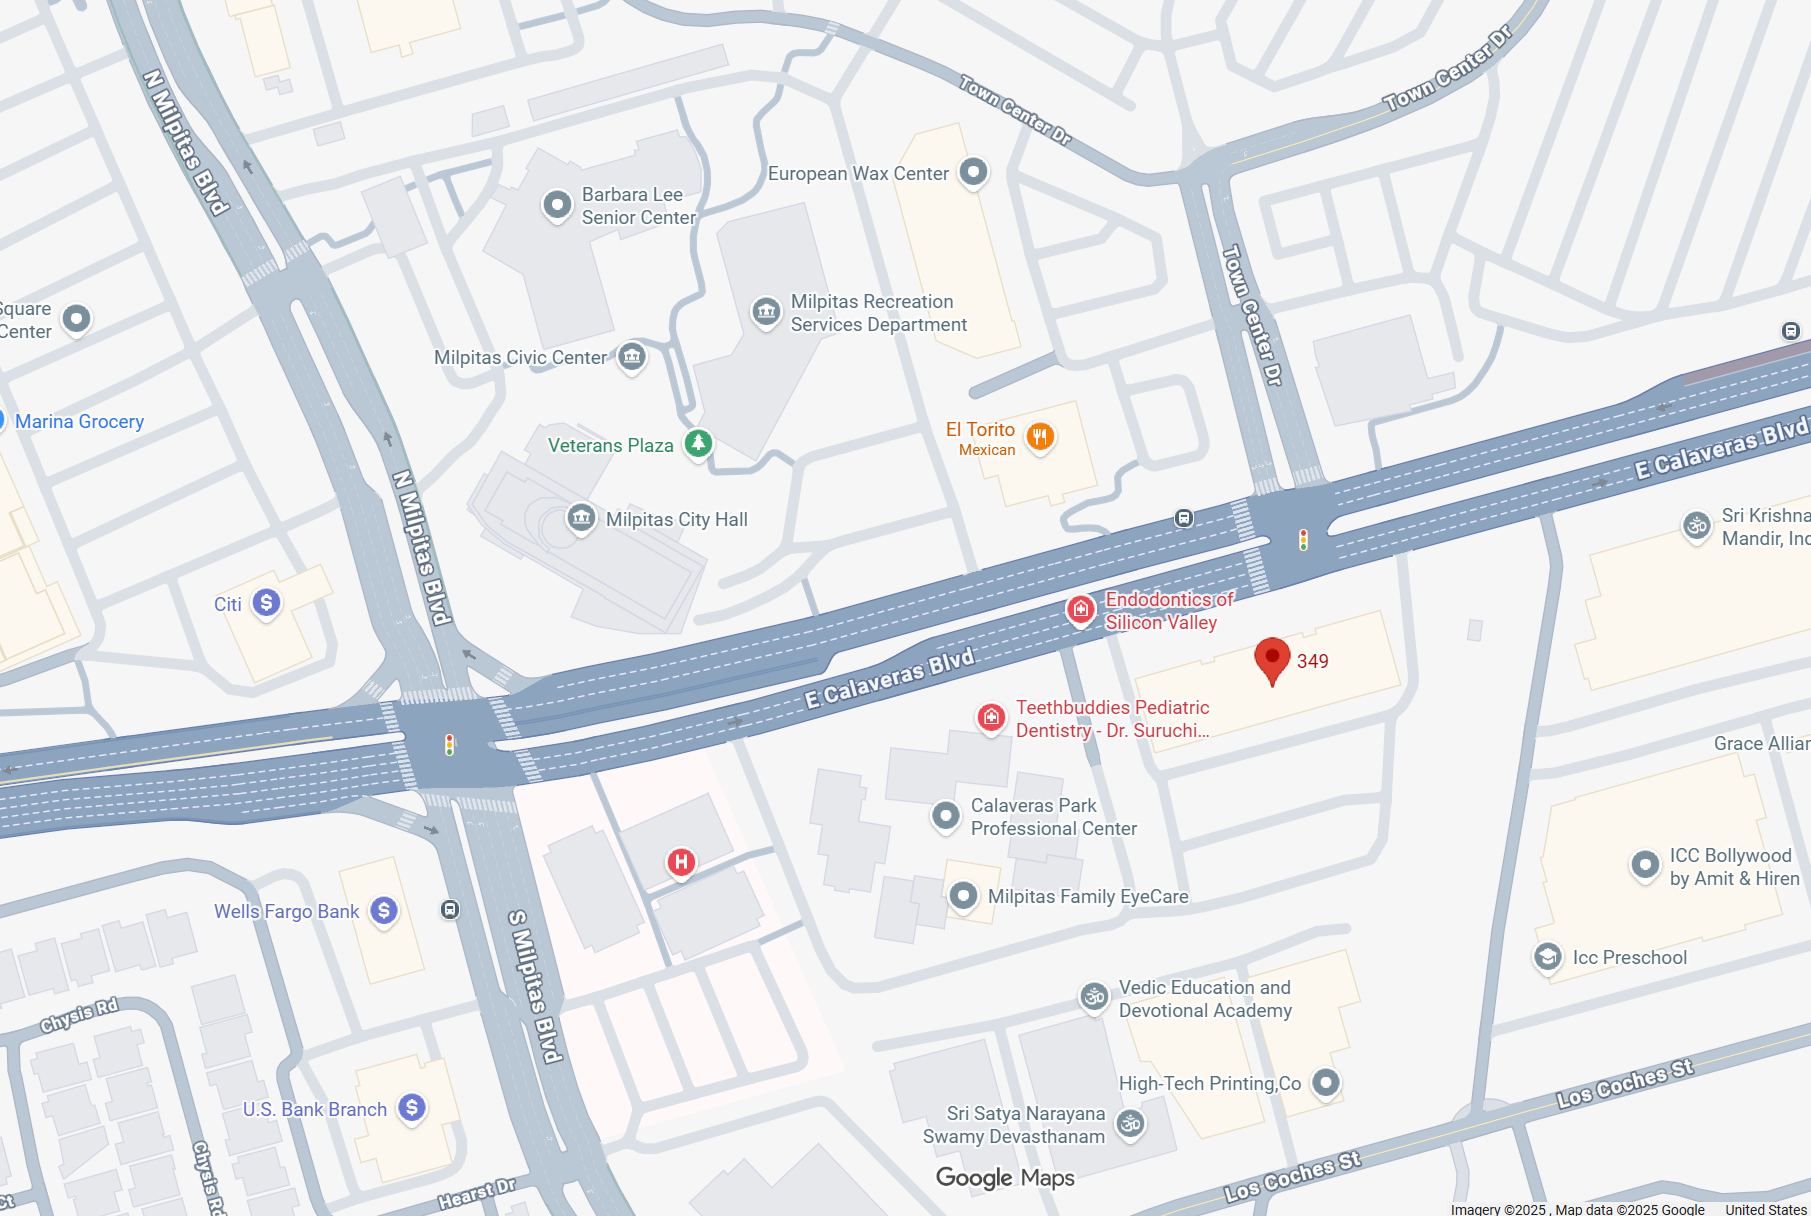 Town Center Dr
Town Center Dr
N Milpitas Blvd
European Wax Center
Barbara Lee
Senior Center
Town Center Dr
Square
Center
Milpitas Recreation
Services Department
Milpitas Civic Center
Marina Grocery
El Torito
Mexican
Veterans Plaza
E Calaveras Blvd
N Milpitas Blvd
Milpitas City Hall
Sri Krishna
Mandir, Inc
Citi
Endodontics of
Silicon Valley
349
E Calaveras Blvd
Teethbuddies Pediatric
Dentistry - Dr. Suruchi...
Grace Allian
Calaveras Park
Professional Center
H
ICC Bollywood
by Amit & Hiren
Milpitas Family EyeCare
Wells Fargo Bank
S Milpitas Blvd
Icc Preschool
Vedic Education and
Devotional Academy
Chysis Rd
High-Tech Printing,Co
Los Coches St
U.S. Bank Branch
Sri Satya Narayana
Swamy Devasthanam
Chysis Rd
Los Coches St
Hearst Dr
Ct
Google Maps
Imagery ©2025 , Map data ©2025 Google United States